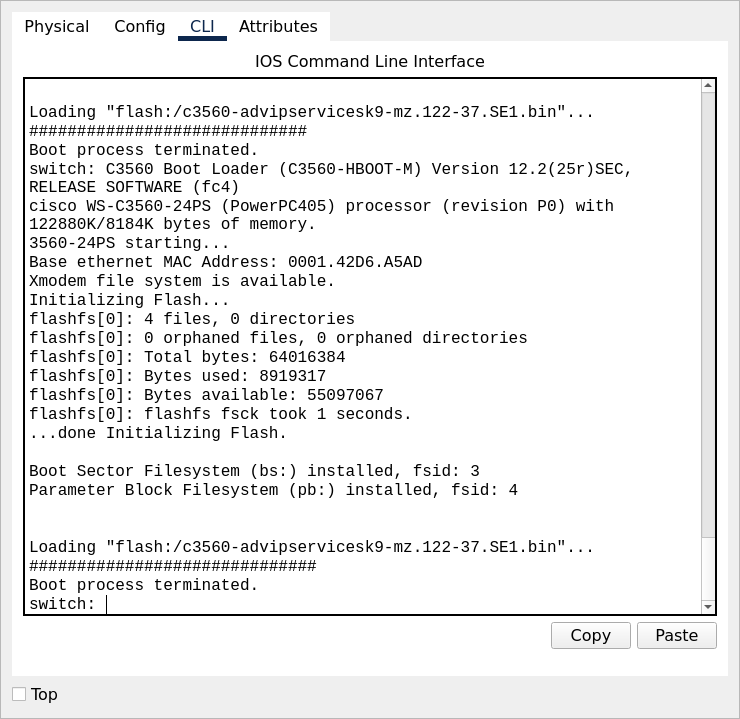 Physical Config CLI Attributes
IOS Command Line Interface
Loading "flash:/c3560-advipservicesk9-mz.122-37.SE1.bin"...
#############################
Boot process terminated.
switch: C3560 Boot Loader (C3560-HBOOT-M) Version 12.2(25r)SEC,
RELEASE SOFTWARE (fc4)
cisco WS-C3560-24PS (PowerPC405) processor (revision P0) with
122880K/8184K bytes of memory.
3560-24PS starting...
Base ethernet MAC Address: 0001.42D6.A5AD
Xmodem file system is available.
Initializing Flash...
flashfs[0]: 4 files, 0 directories
flashfs[0]: 0 orphaned files, 0 orphaned directories
flashfs[0]: Total bytes: 64016384
flashfs[0]: Bytes used: 8919317
flashfs[0]: Bytes available: 55097067
flashfs[0]: flashfs fsck took 1 seconds.
...done Initializing Flash.
Boot Sector Filesystem (bs:) installed, fsid: 3
Parameter Block Filesystem (pb:) installed, fsid: 4
Loading "flash:/c3560-advipservicesk9-mz.122-37.SE1.bin"...
##############################
Boot process terminated.
switch:
Copy Paste
Top